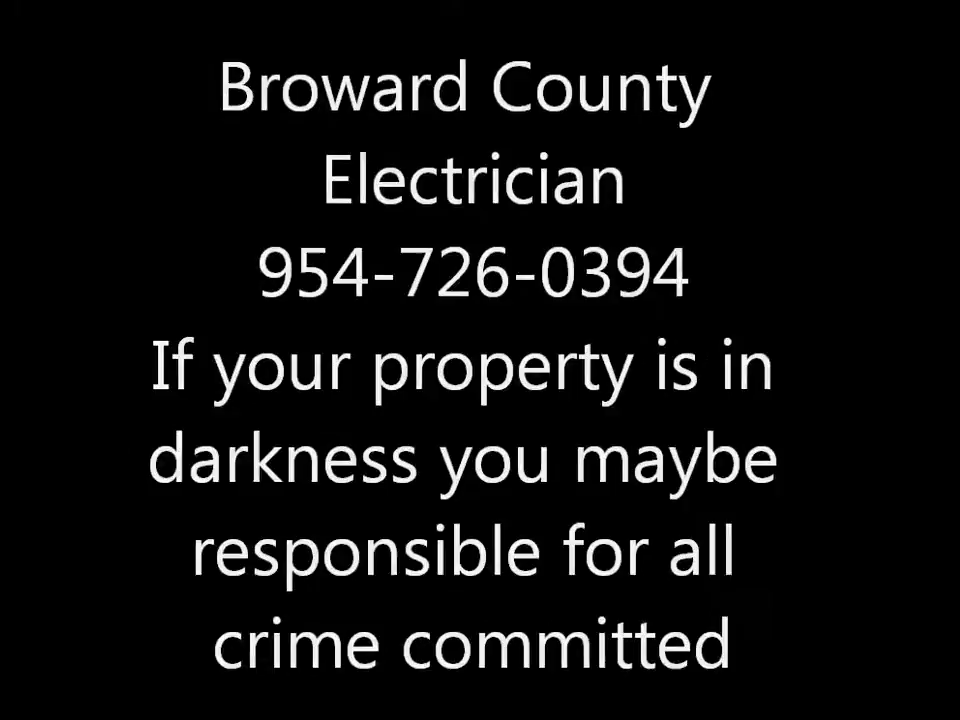 Broward County
Electrician
954-726-0394
If your property is in
darkness you maybe
responsible for all
crime committed